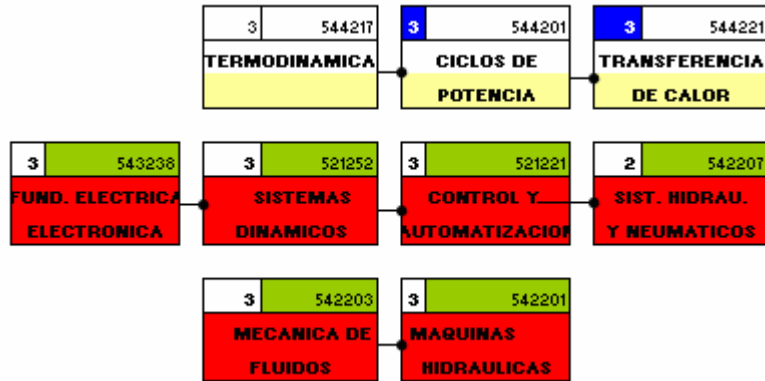 3 544217 3 544201 3 544221
TERMODINAMICA CICLOS DE TRANSFERENCIA
POTENCIA DE CALOR
3 543238 3 521252 3 521221 2 542207
FUND. ELECTRICA SISTEMAS CONTROL Y SIST. HIDRAU.
ELECTRONICA DINAMICOS AUTOMATIZACION Y NEUMATICOS
3 542203 3 542201
MECANICA DE MAQUINAS
FLUIDOS HIDRAULICAS